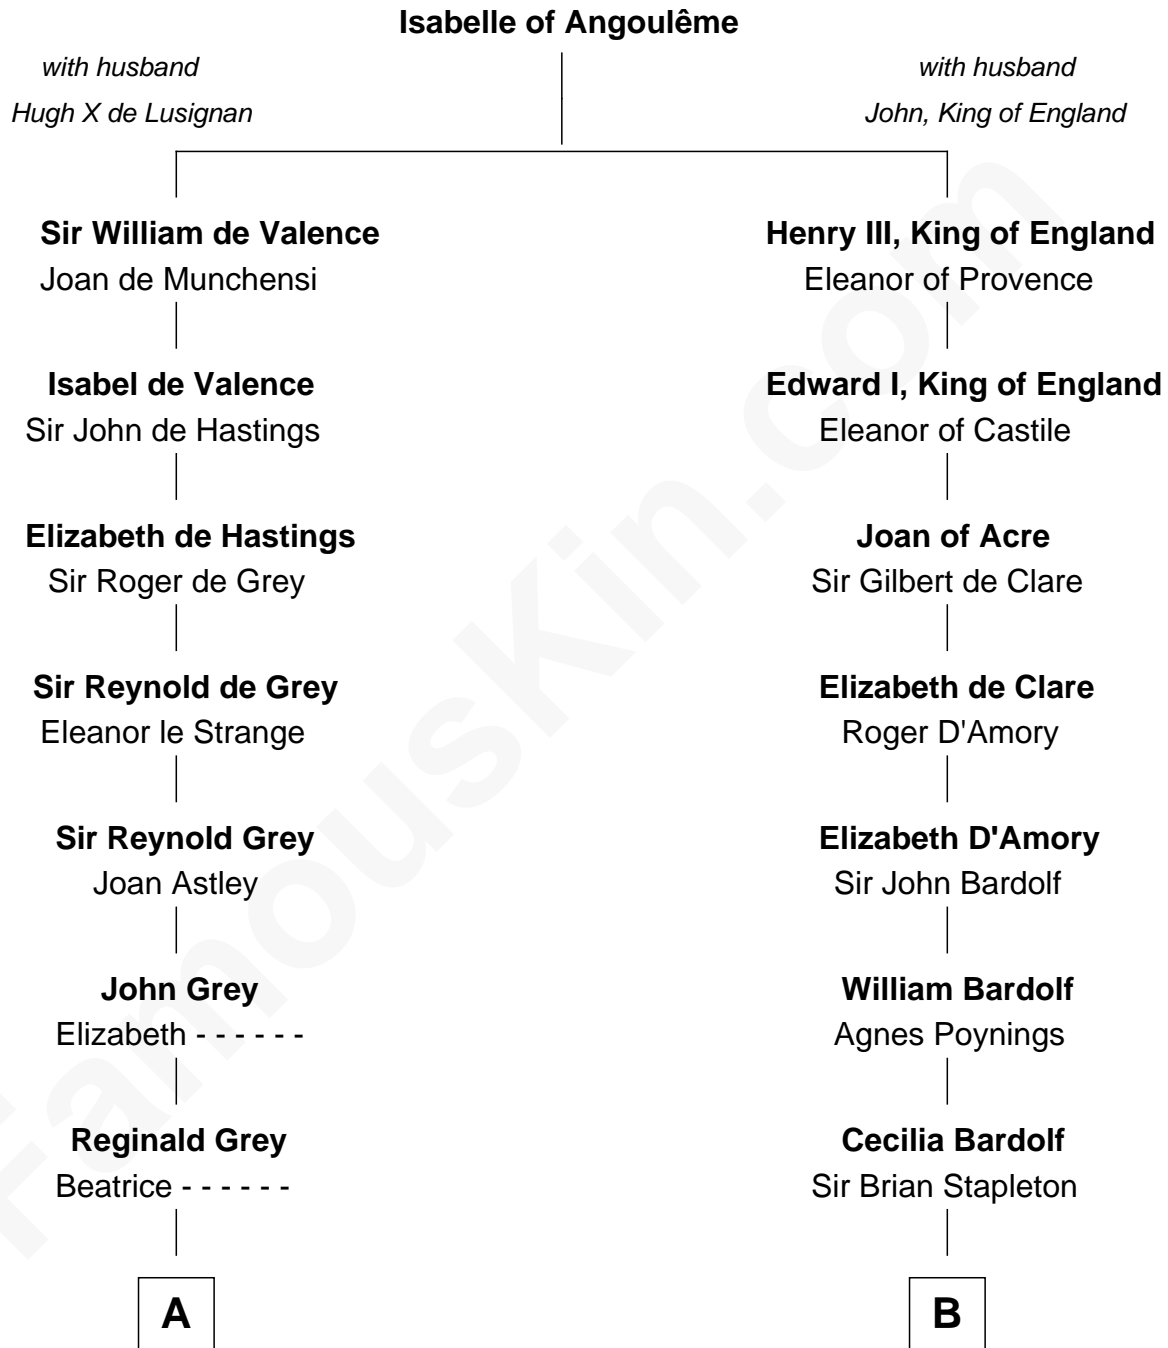 Isabelle of Angoulême
with husband
Hugh X de Lusignan
with husband
John, King of England
Sir William de Valence
Joan de Munchensi
Henry III, King of England
Eleanor of Provence
Isabel de Valence
Sir John de Hastings
Edward I, King of England
Eleanor of Castile
Elizabeth de Hastings
Sir Roger de Grey
Joan of Acre
Sir Gilbert de Clare
Sir Reynold de Grey
Eleanor le Strange
Elizabeth de Clare
Roger D'Amory
Sir Reynold Grey
Joan Astley
Elizabeth D'Amory
Sir John Bardolf
John Grey
Elizabeth - - - - - -
William Bardolf
Agnes Poynings
Reginald Grey
Beatrice - - - - - -
Cecilia Bardolf
Sir Brian Stapleton
A
B
FamousKin.com